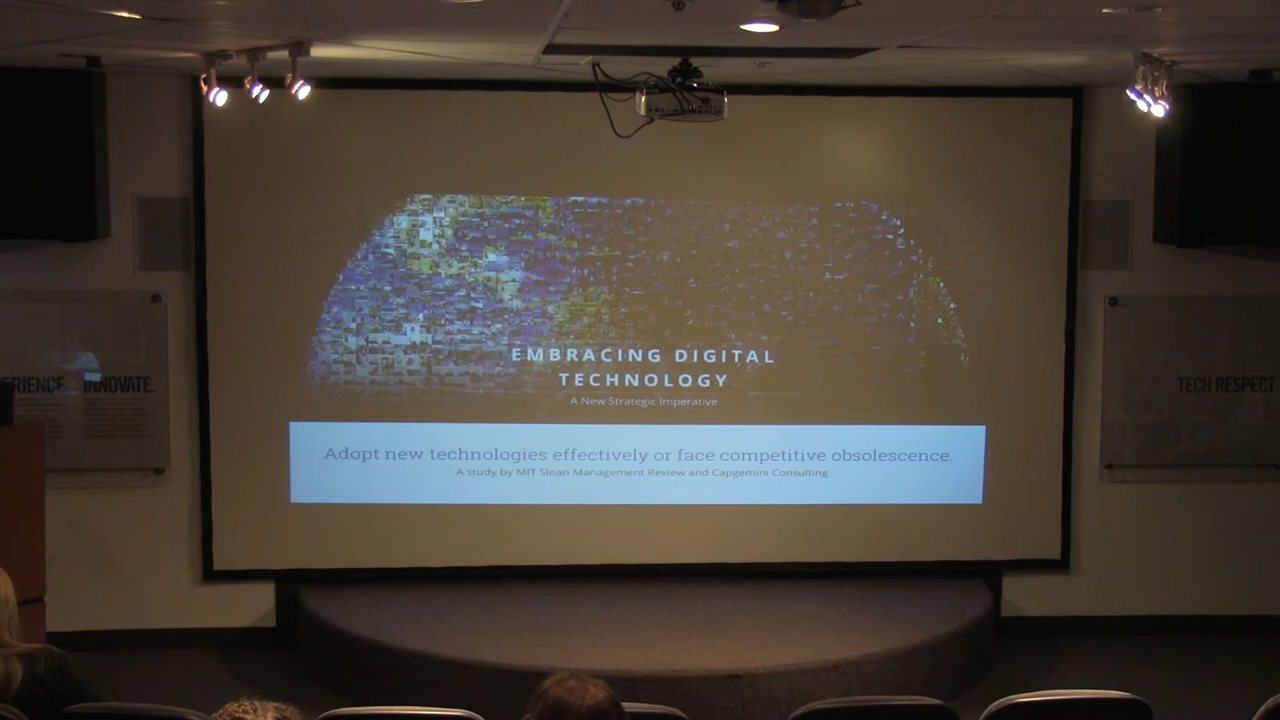 EMBRACING DIGITAL
TECHNOLOGY
A New Strategic Imperative
Adopt new technologies effectively or face competitive obsolescence.
A study by MIT Sloan Management Review and Capgemini Consulting
ERIENCE INNOVATE.
TECH RESPECT.